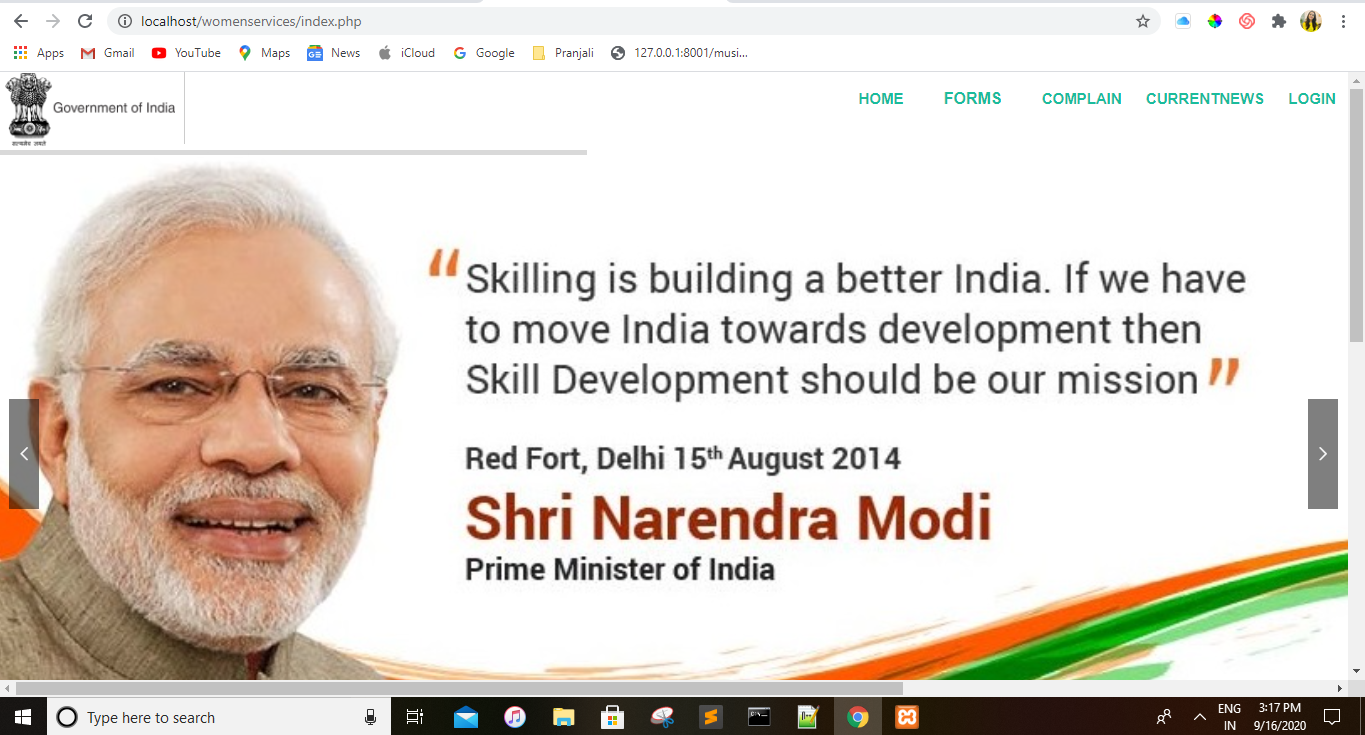 localhost/womenservices/index.php
Apps Gmail YouTube Maps News iCloud Google Pranjali 127.0.0.1:8001/musi...
Government of India
सत्यमेव जयते
HOME FORMS COMPLAIN CURRENTNEWS LOGIN
“Skilling is building a better India. If we have
to move India towards development then
Skill Development should be our mission”
Red Fort, Delhi 15th August 2014
Shri Narendra Modi
Prime Minister of India
Type here to search
ENG
IN
3:17 PM
9/16/2020